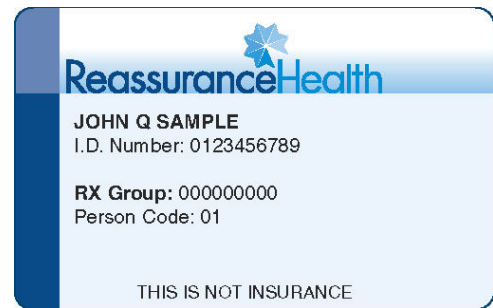 ReassuranceHealth
JOHN Q SAMPLE
I.D. Number: 0123456789
RX Group: 000000000
Person Code: 01
THIS IS NOT INSURANCE